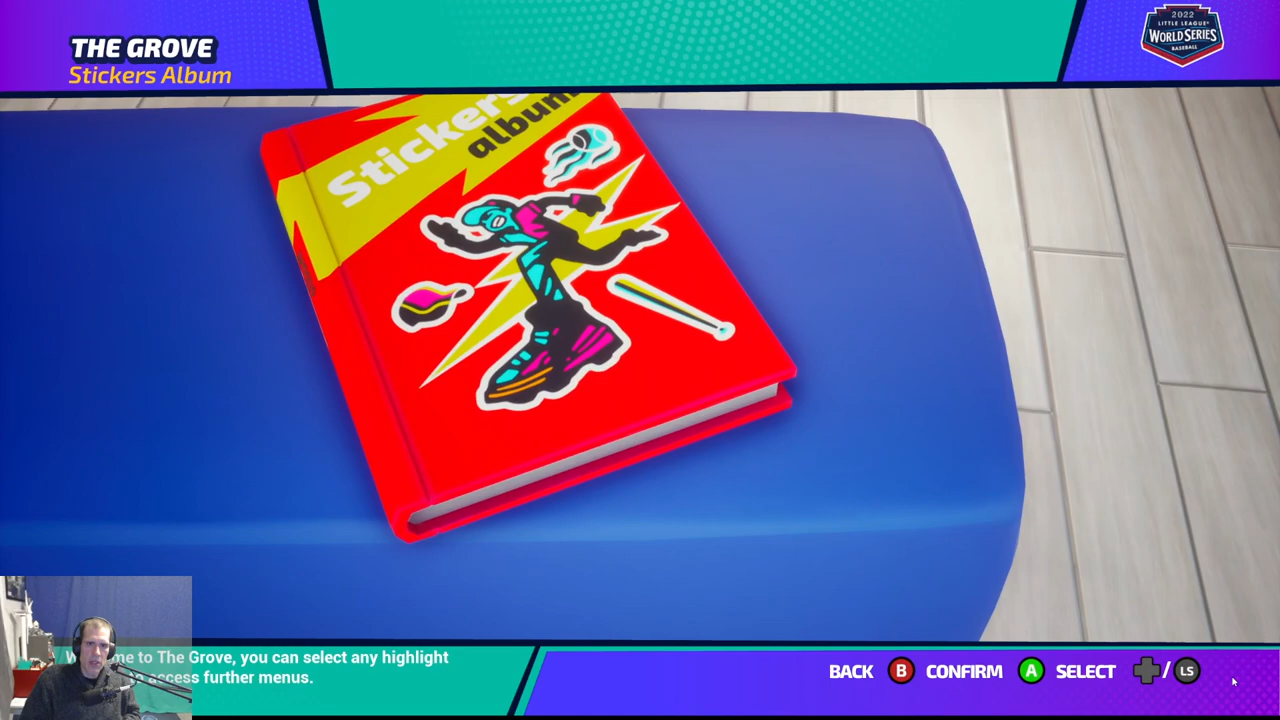 THE GROVE
Stickers Album
2022
LITTLE LEAGUE®
WORLD SERIES
BASEBALL
Stickers
album
to The Grove, you can select any highlight
access further menus.
BACK B CONFIRM A SELECT / LS